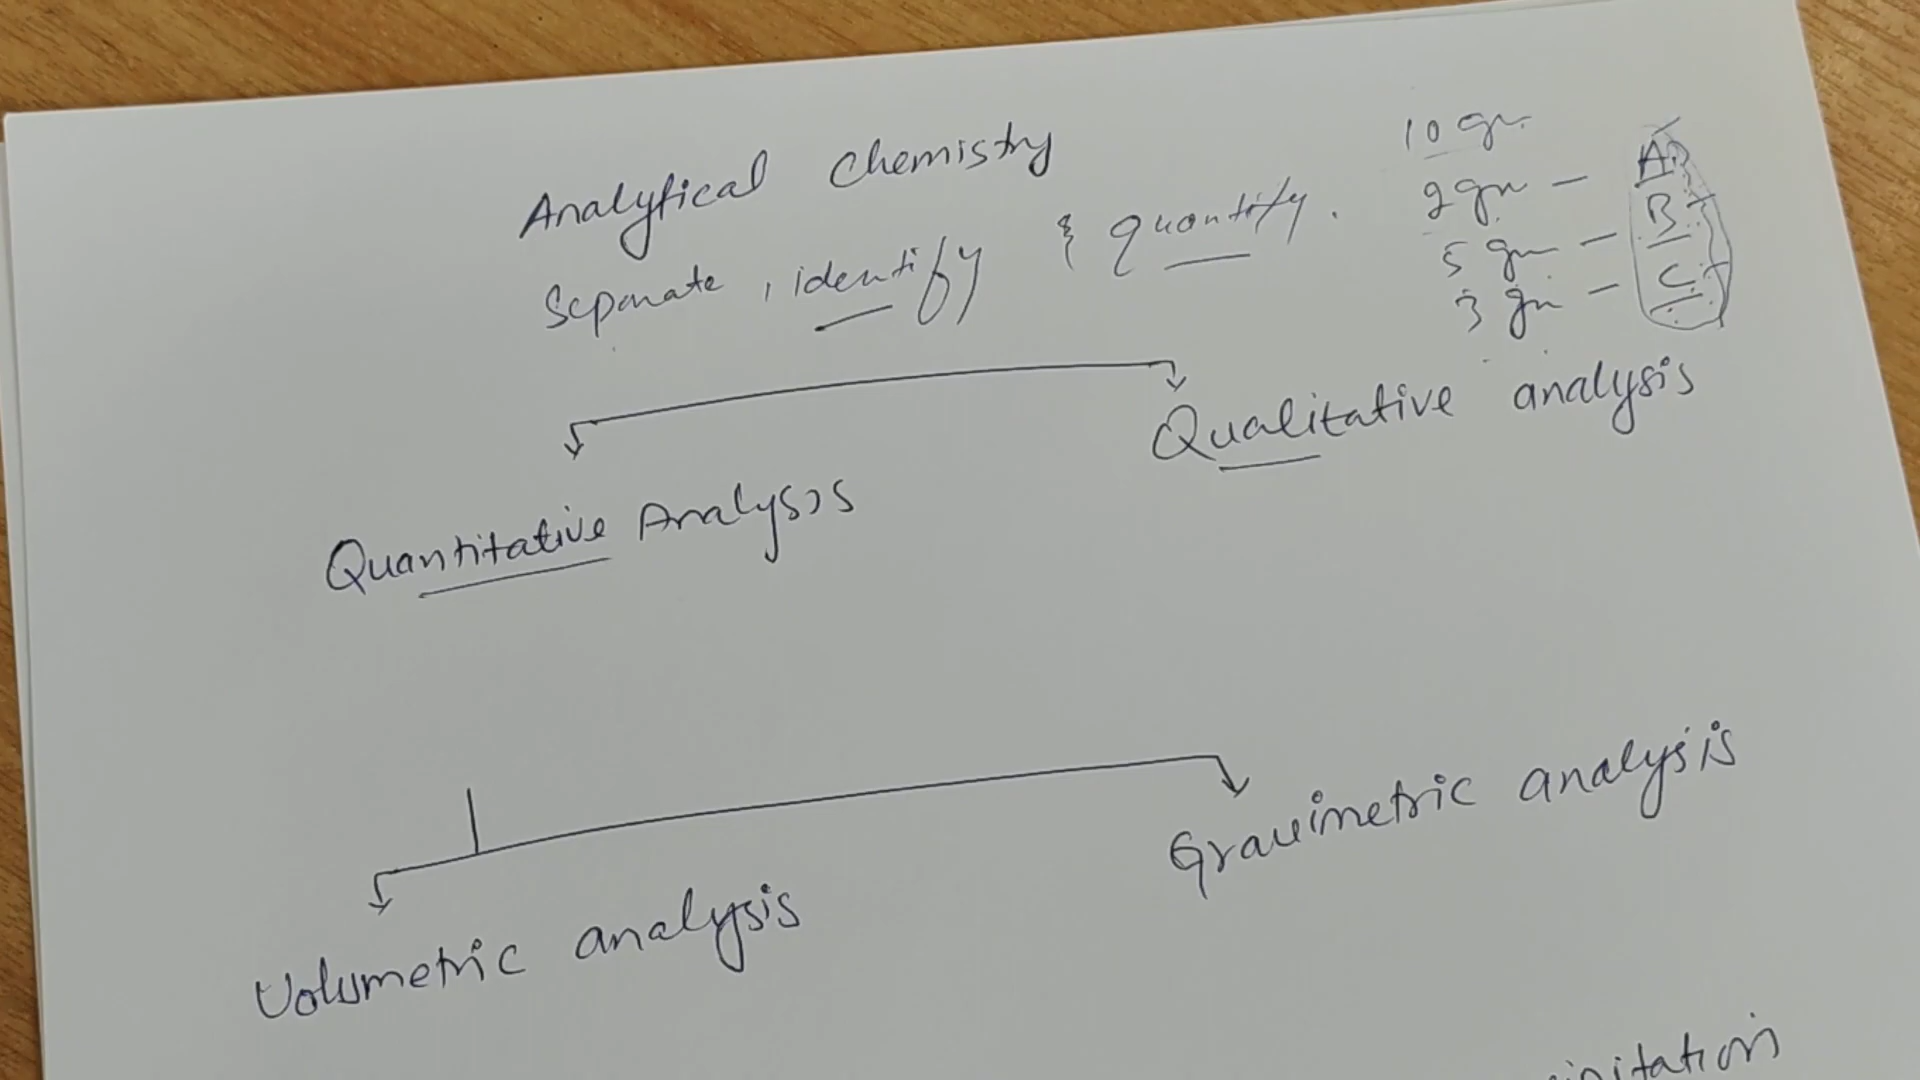 Analytical Chemistry
Separate, identify & quantify.
10 gm
2 gm - A
5 gm - B
3 gm - C
Qualitative analysis
Quantitative Analysis
Gravimetric analysis
Volumetric analysis